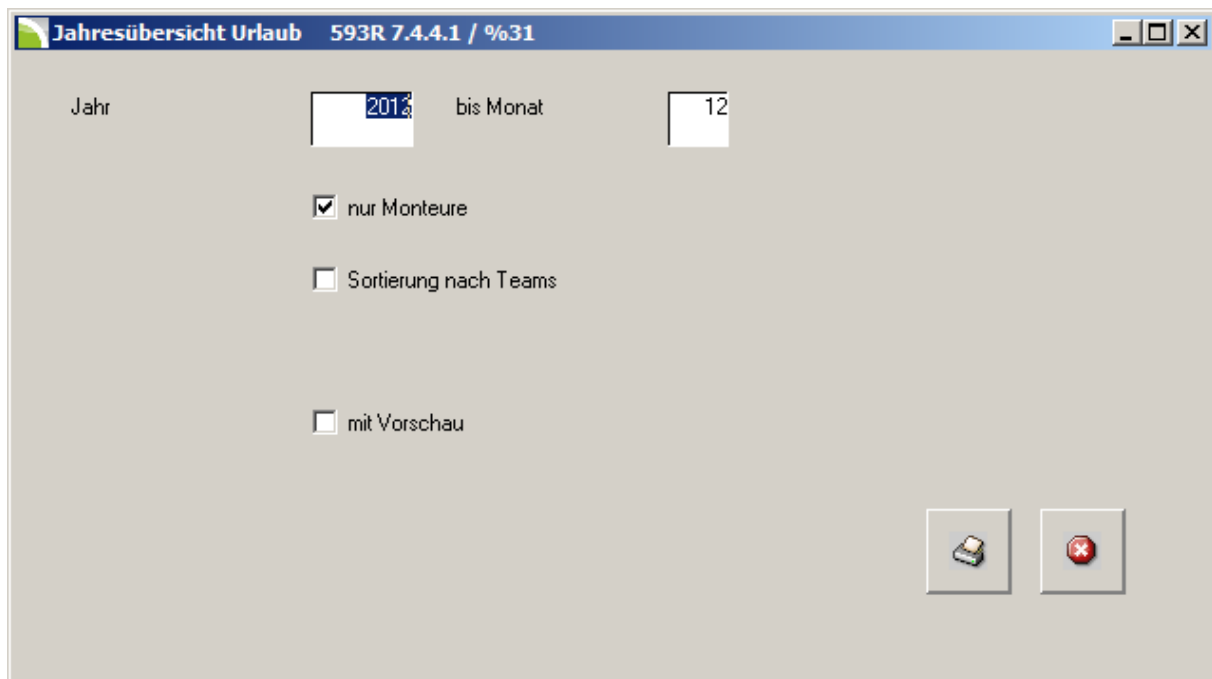 Jahresübersicht Urlaub 593R 7.4.4.1 / %31
Jahr 2012 bis Monat 12
nur Monteure
Sortierung nach Teams
mit Vorschau